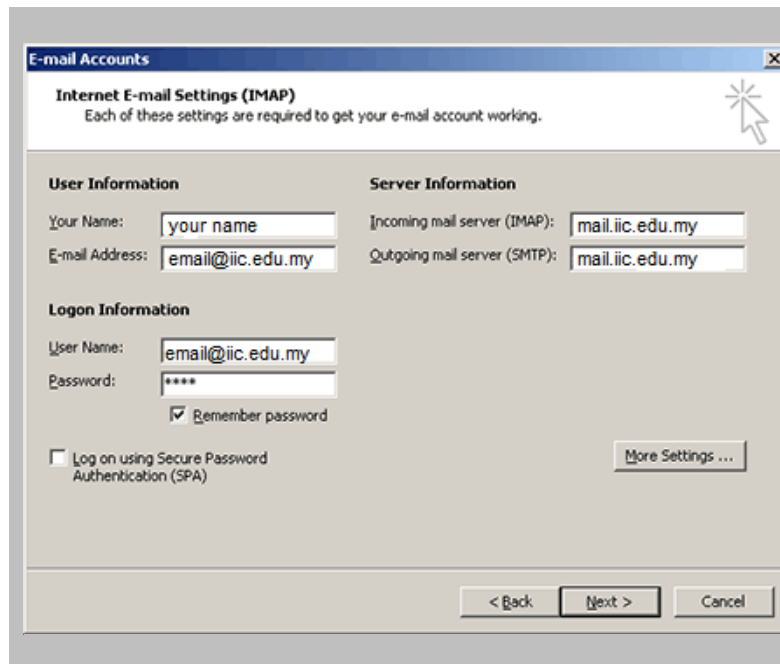 E-mail Accounts
Internet E-mail Settings (IMAP)
Each of these settings are required to get your e-mail account working.
User Information
Your Name: your name
E-mail Address: email@iic.edu.my
Server Information
Incoming mail server (IMAP): mail.iic.edu.my
Outgoing mail server (SMTP): mail.iic.edu.my
Logon Information
User Name: email@iic.edu.my
Password: ****
Remember password
Log on using Secure Password
Authentication (SPA)
More Settings ...
< Back Next > Cancel